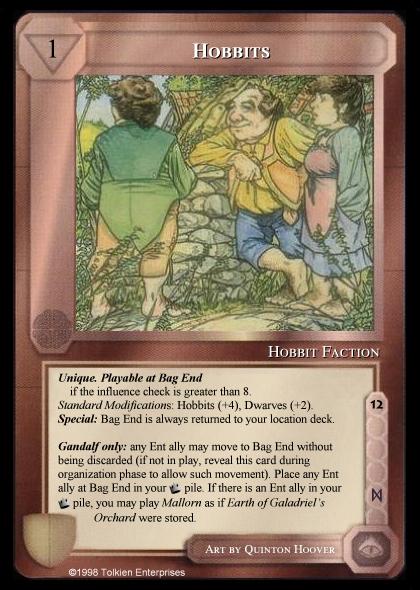 1
HOBBITS
HOBBIT FACTION
Unique. Playable at Bag End
if the influence check is greater than 8.
Standard Modifications: Hobbits (+4), Dwarves (+2).
Special: Bag End is always returned to your location deck.
12
Gandalf only: any Ent ally may move to Bag End without
being discarded (if not in play, reveal this card during
organization phase to allow such movement). Place any Ent
ally at Bag End in your pile. If there is an Ent ally in your
pile, you may play Mallorn as if Earth of Galadriel's
Orchard were stored.
ART BY QUINTON HOOVER
©1998 Tolkien Enterprises